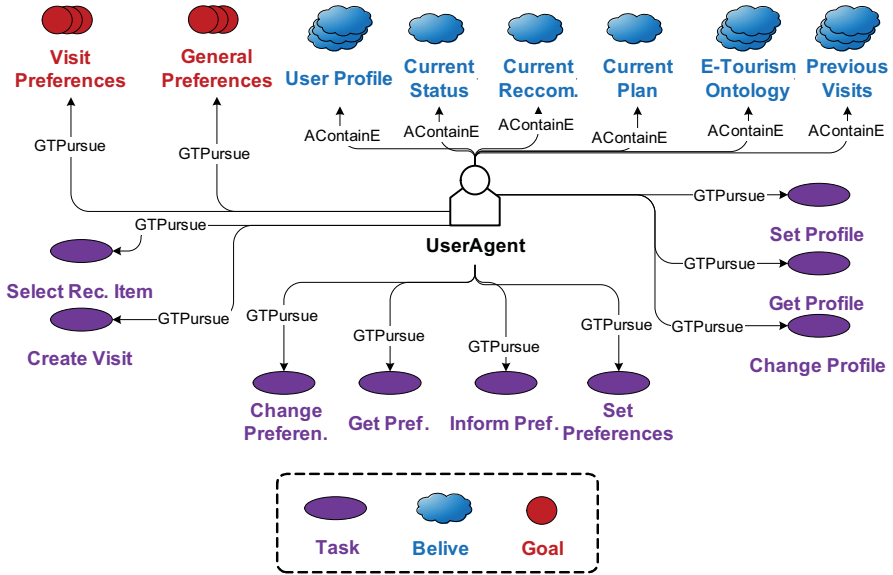 Visit
Preferences
General
Preferences
User Profile
Current
Status
Current
Reccom.
Current
Plan
E-Tourism
Ontology
Previous
Visits
GTPursue
GTPursue
AContainE
AContainE
AContainE
AContainE
AContainE
AContainE
GTPursue
Set Profile
GTPursue
Select Rec. Item
UserAgent
GTPursue
Get Profile
GTPursue
Create Visit
GTPursue
Change Profile
GTPursue
GTPursue
GTPursue
GTPursue
Change
Preferen.
Get Pref.
Inform Pref.
Set
Preferences
Task
Belive
Goal